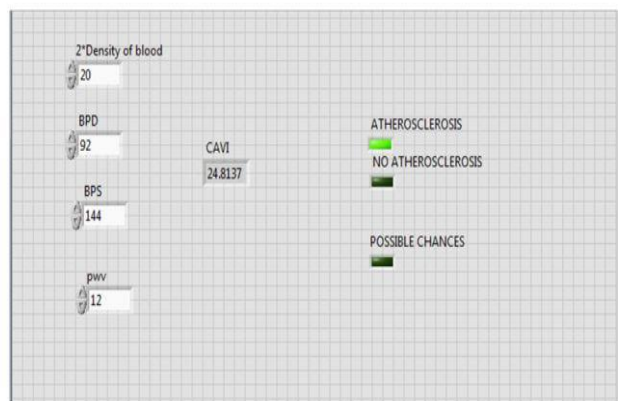 2*Density of blood
20
BPD
92
BPS
144
pwv
12
CAVI
24.8137
ATHEROSCLEROSIS
NO ATHEROSCLEROSIS
POSSIBLE CHANCES